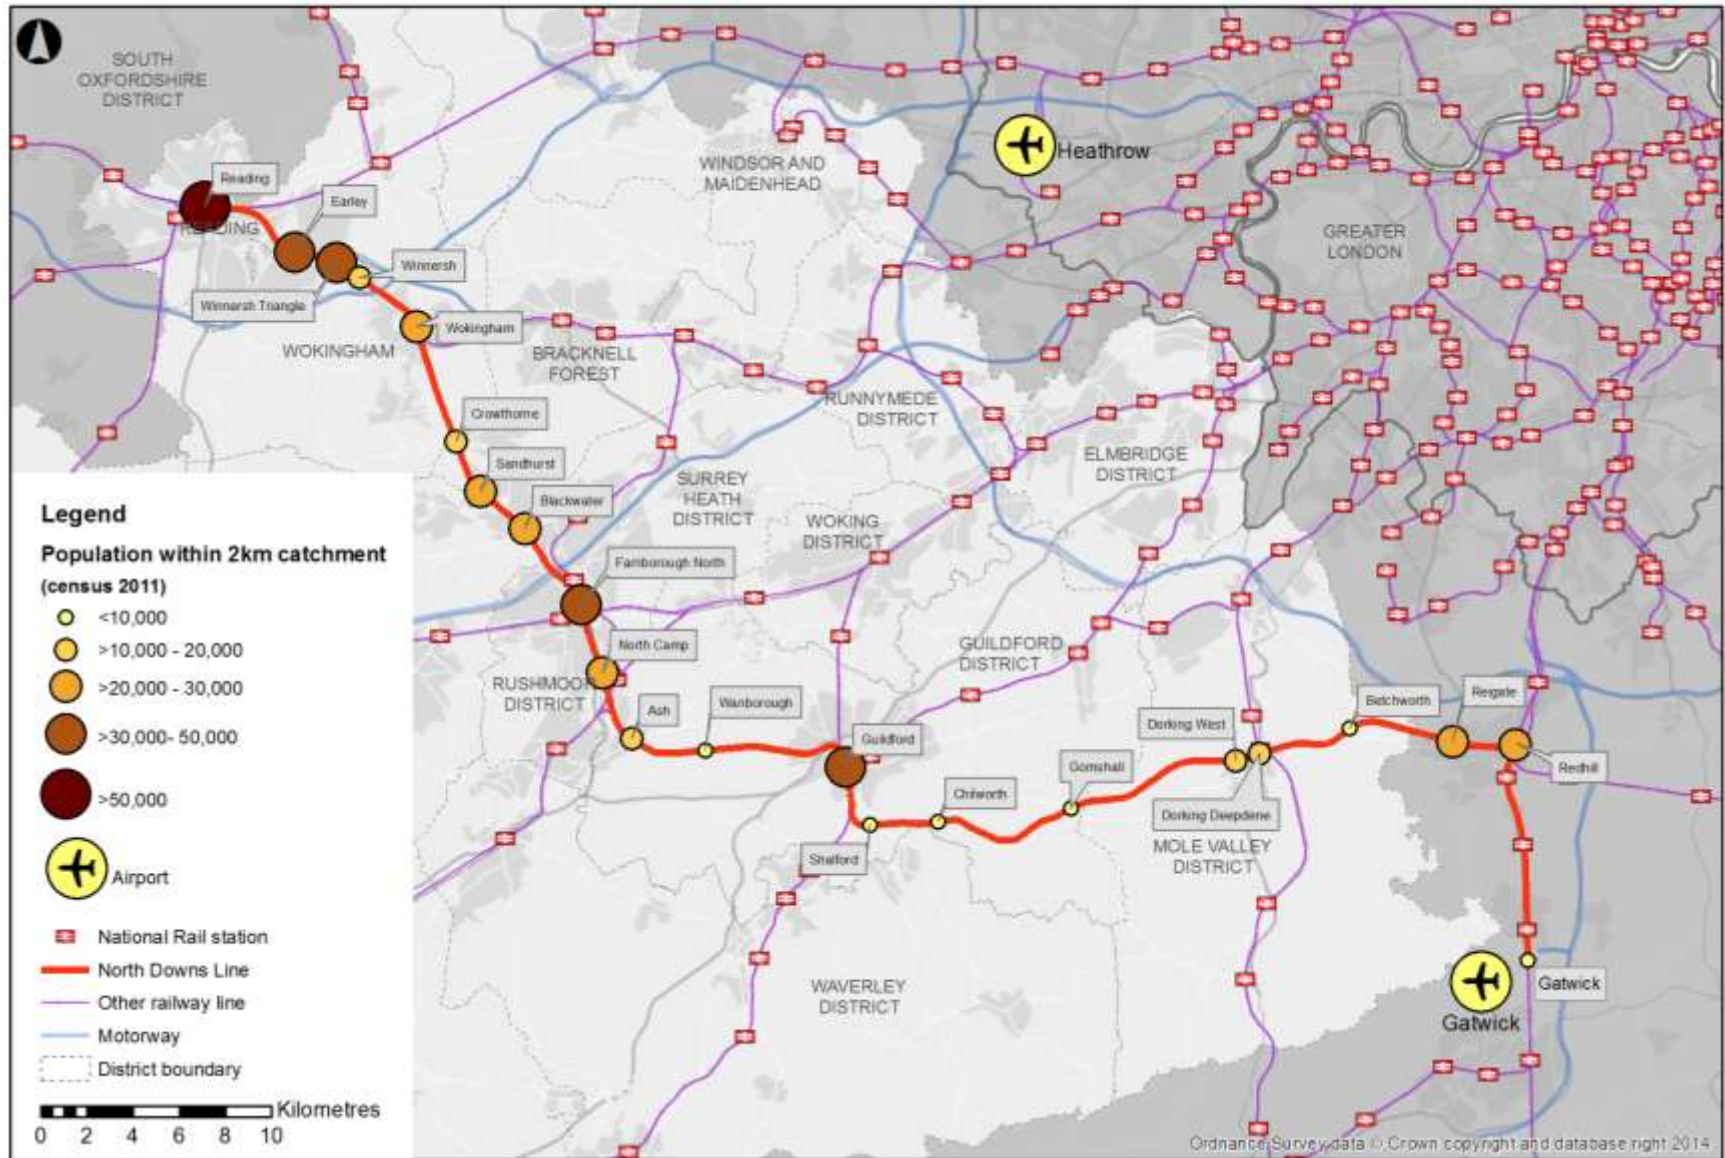 SOUTH
OXFORDSHIRE
DISTRICT
Reading
READING
Earley
Winnersh
Winnersh Triangle
Wokingham
WOKINGHAM
WINDSOR AND
MAIDENHEAD
Heathrow
GREATER
LONDON
BRACKNELL
FOREST
RUNNYMEDE
DISTRICT
Crowthorne
Sandhurst
Blackwater
SURREY
HEATH
DISTRICT
ELMBRIDGE
DISTRICT
WOKING
DISTRICT
Farnborough North
North Camp
RUSHMOOR
DISTRICT
Ash
Wanborough
Guildford
GUILDFORD
DISTRICT
Shalford
Chilworth
Gomshall
Dorking West
Dorking Deepdene
MOLE VALLEY
DISTRICT
Betchworth
Reigate
Redhill
WAVERLEY
DISTRICT
Gatwick
Gatwick
Legend
Population within 2km catchment
(census 2011)
<10,000
>10,000 - 20,000
>20,000 - 30,000
>30,000- 50,000
>50,000
Airport
National Rail station
North Downs Line
Other railway line
Motorway
District boundary
Kilometres
0 2 4 6 8 10
Ordnance Survey data © Crown copyright and database right 2014